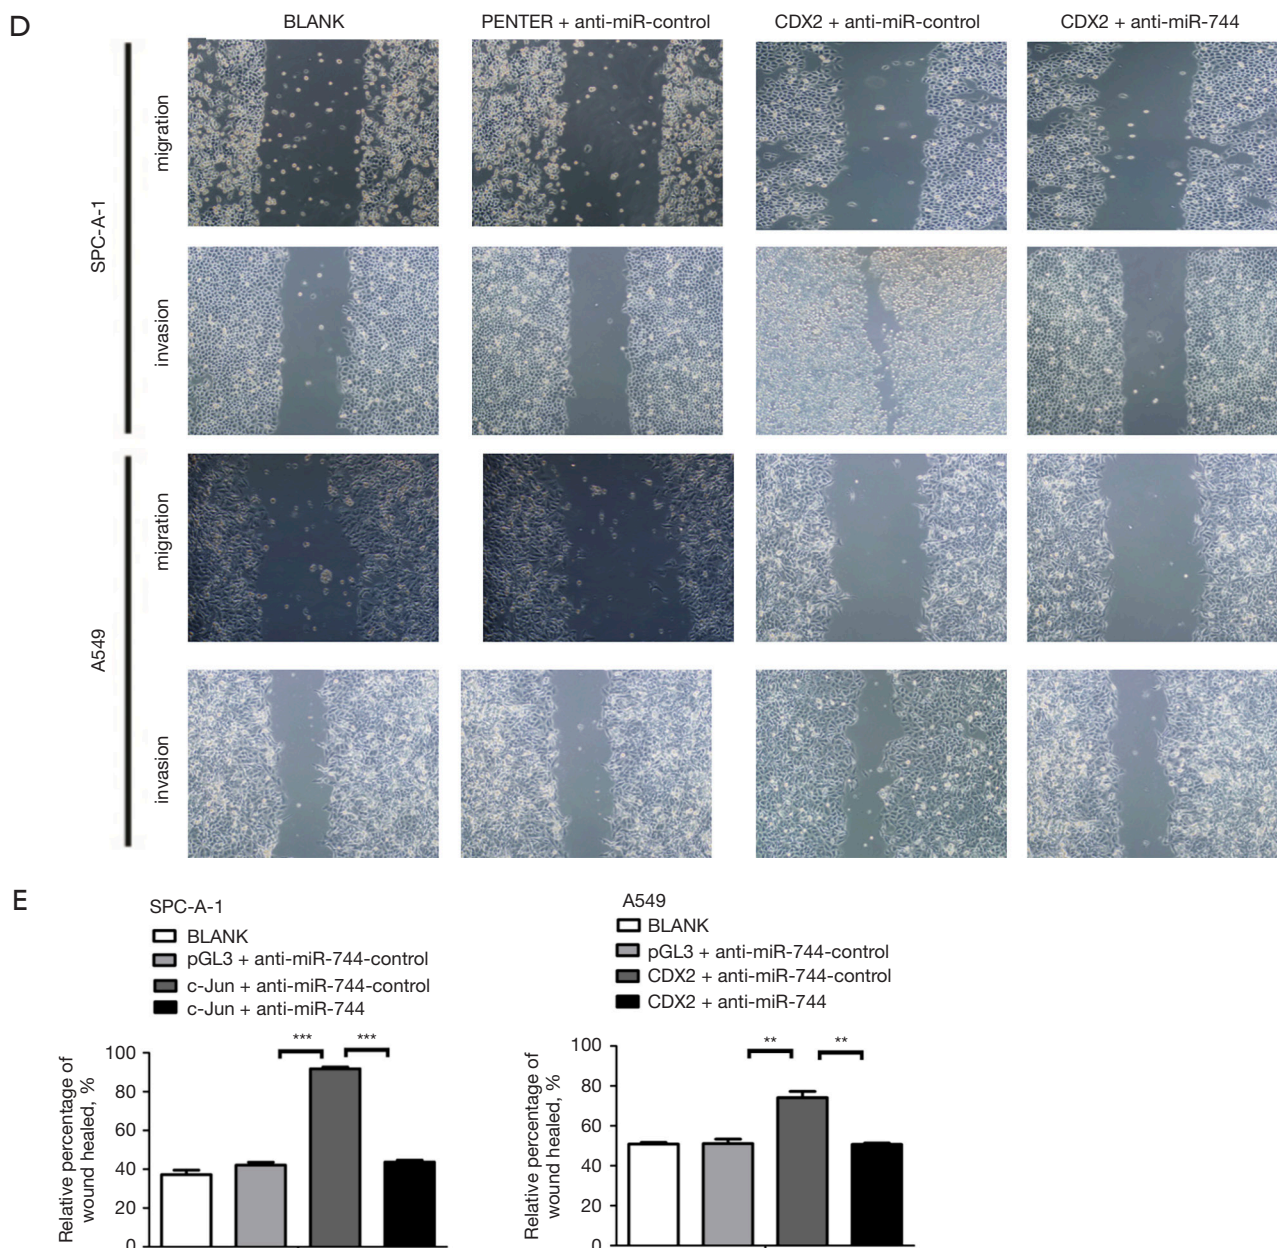 D
BLANK
PENTER + anti-miR-control
CDX2 + anti-miR-control
CDX2 + anti-miR-744
SPC-A-1
migration
invasion
A549
migration
invasion
E
SPC-A-1
BLANK
pGL3 + anti-miR-744-control
c-Jun + anti-miR-744-control
c-Jun + anti-miR-744
Relative percentage of
wound healed, %
100
80
60
40
20
0
***
***
A549
BLANK
pGL3 + anti-miR-744-control
CDX2 + anti-miR-744-control
CDX2 + anti-miR-744
Relative percentage of
wound healed, %
100
80
60
40
20
0
**
**